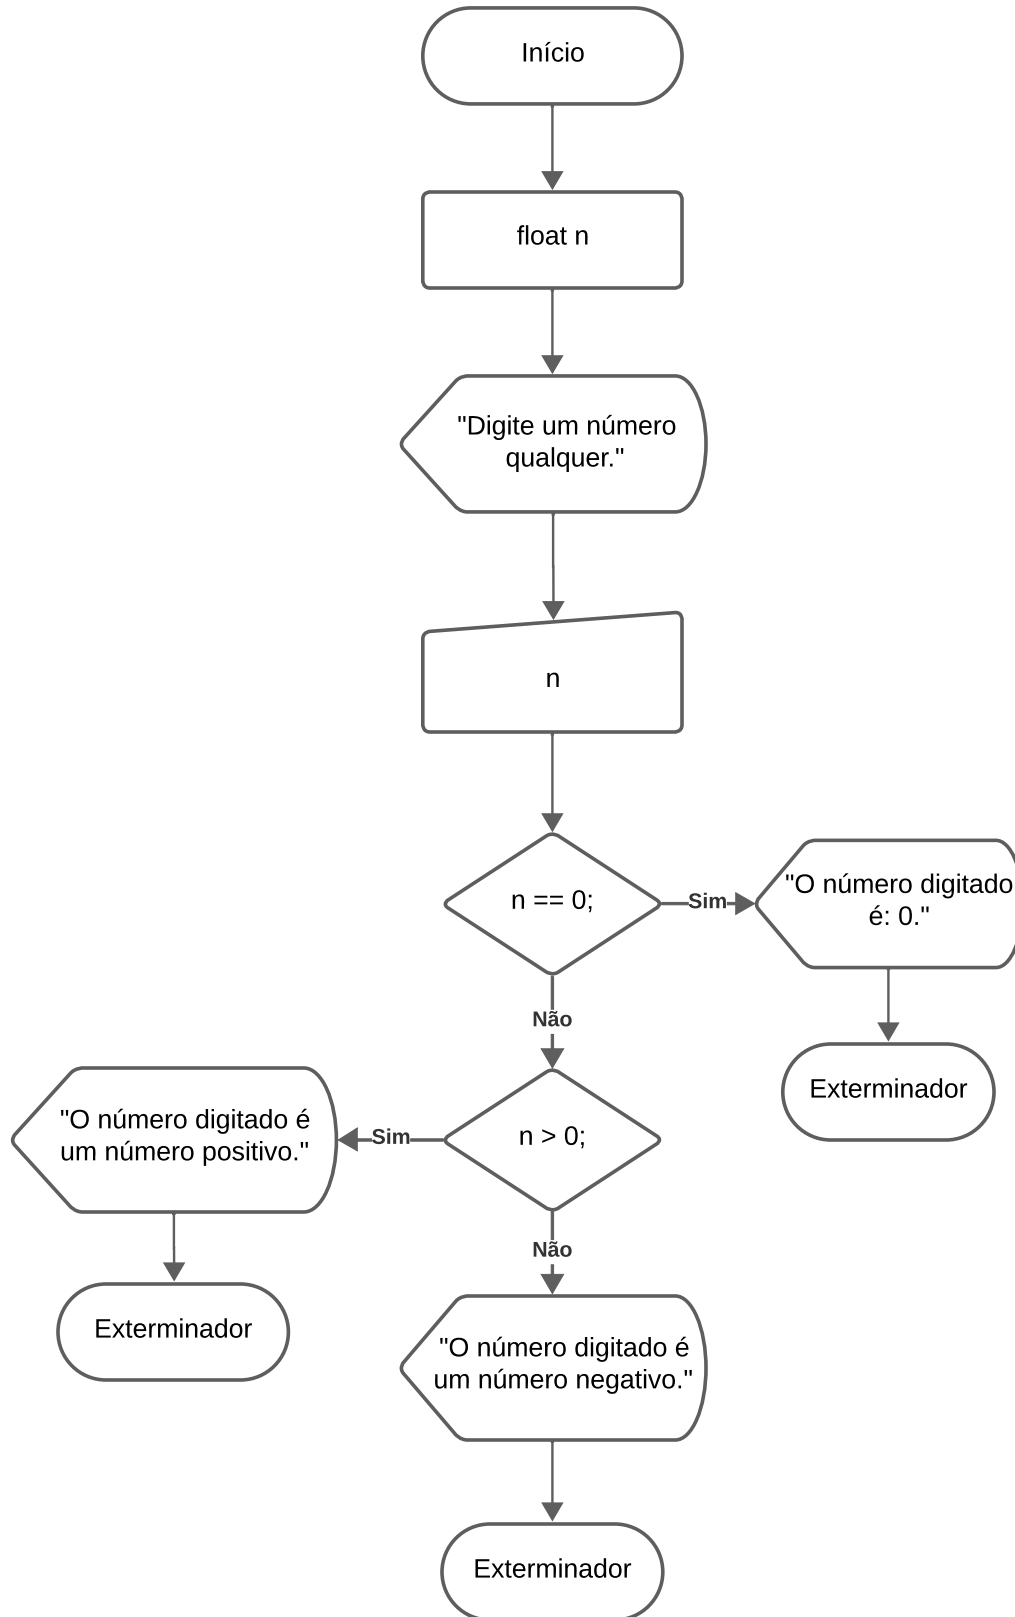 Início
float n
"Digite um número
qualquer."
n
n == 0;
Sim
"O número digitado
é: 0."
Não
Exterminador
n > 0;
Sim
"O número digitado é
um número positivo."
Não
Exterminador
"O número digitado é
um número negativo."
Exterminador